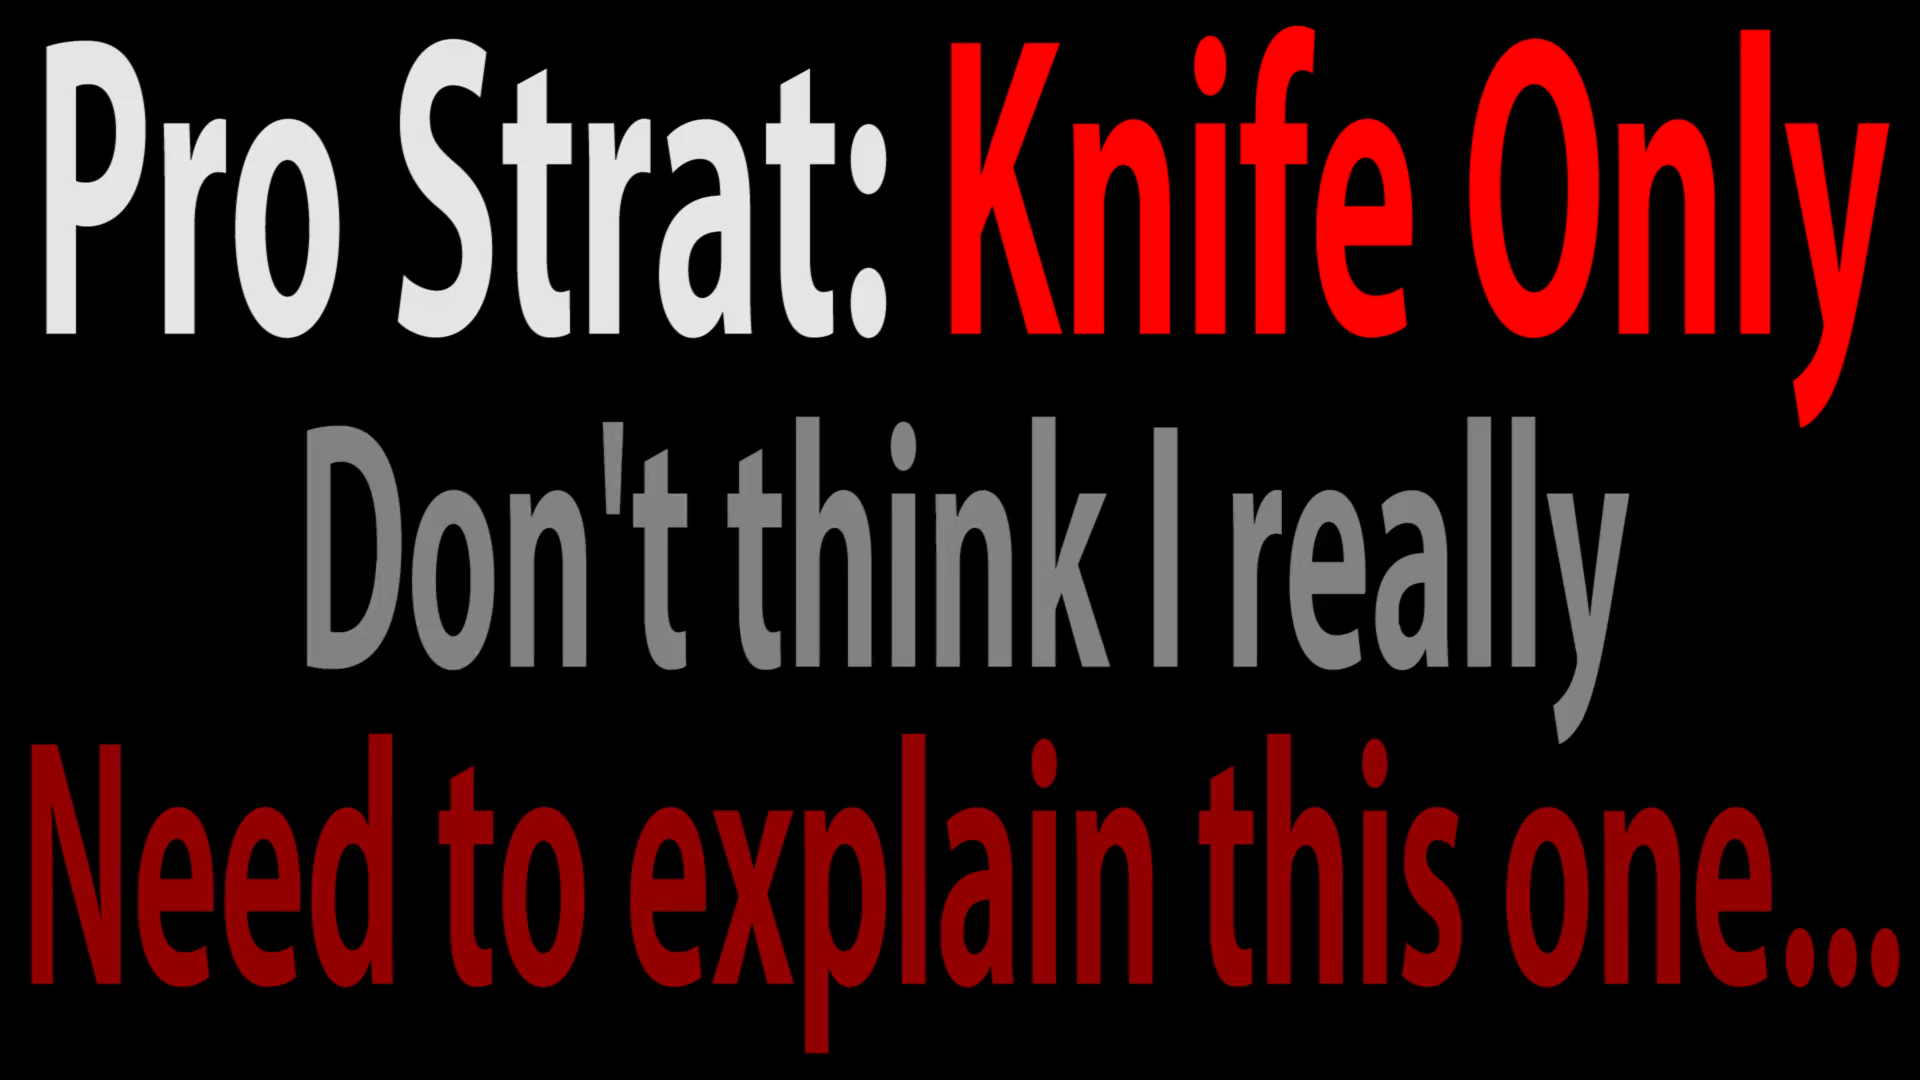 Pro Strat: Knife Only
Don't think I really
Need to explain this one...